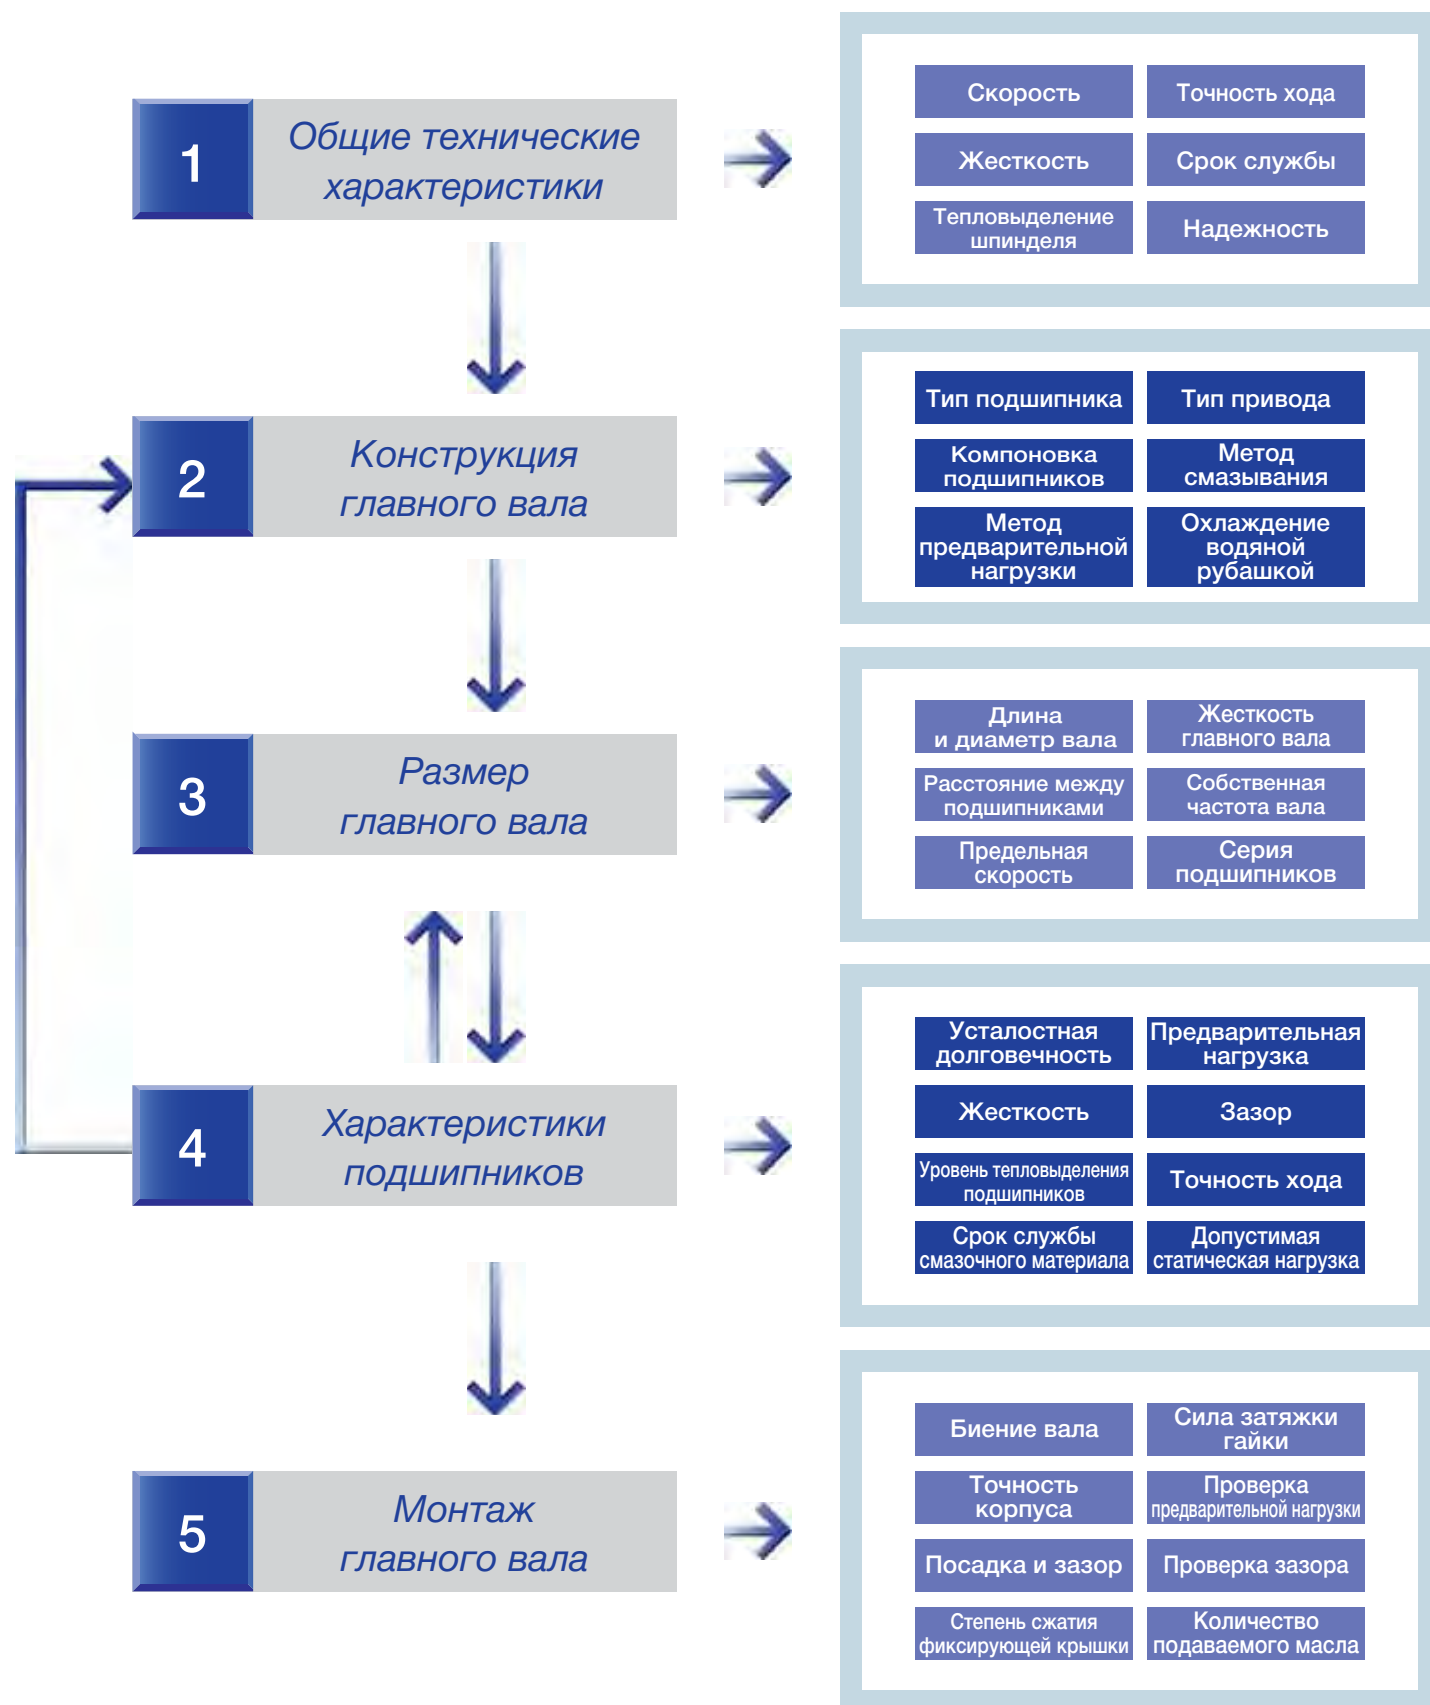 1
Общие технические
характеристики
Скорость
Точность хода
Жесткость
Срок службы
Тепловыделение
шпинделя
Надежность
2
Конструкция
главного вала
Тип подшипника
Тип привода
Компоновка
подшипников
Метод
смазывания
Метод
предварительной
нагрузки
Охлаждение
водяной
рубашкой
3
Размер
главного вала
Длина
и диаметр вала
Жесткость
главного вала
Расстояние между
подшипниками
Собственная
частота вала
Предельная
скорость
Серия
подшипников
4
Характеристики
подшипников
Усталостная
долговечность
Предварительная
нагрузка
Жесткость
Зазор
Уровень тепловыделения
подшипников
Точность хода
Срок службы
смазочного материала
Допустимая
статическая нагрузка
5
Монтаж
главного вала
Биение вала
Сила затяжки
гайки
Точность
корпуса
Проверка
предварительной нагрузки
Посадка и зазор
Проверка зазора
Степень сжатия
фиксирующей крышки
Количество
подаваемого масла